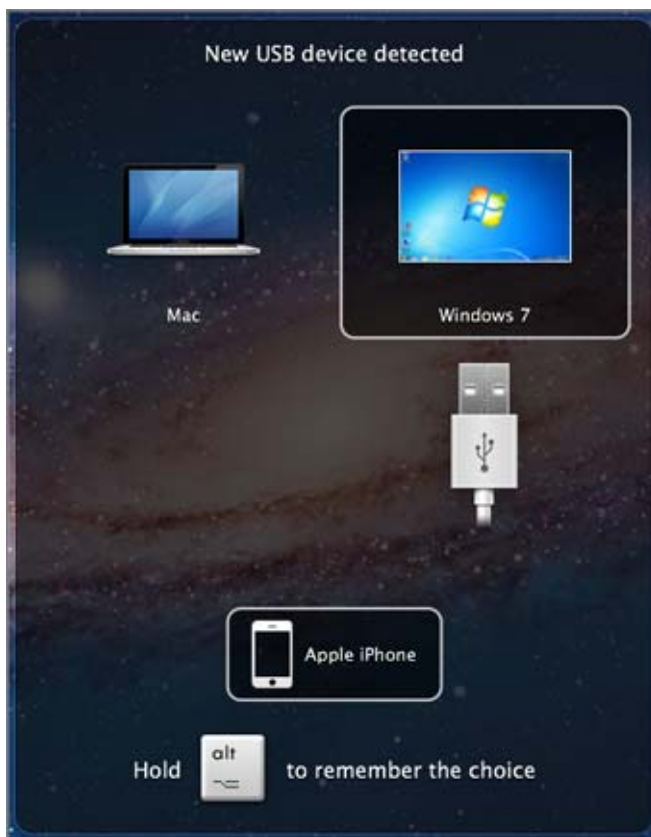 New USB device detected
Mac
Windows 7
Apple iPhone
Hold alt to remember the choice